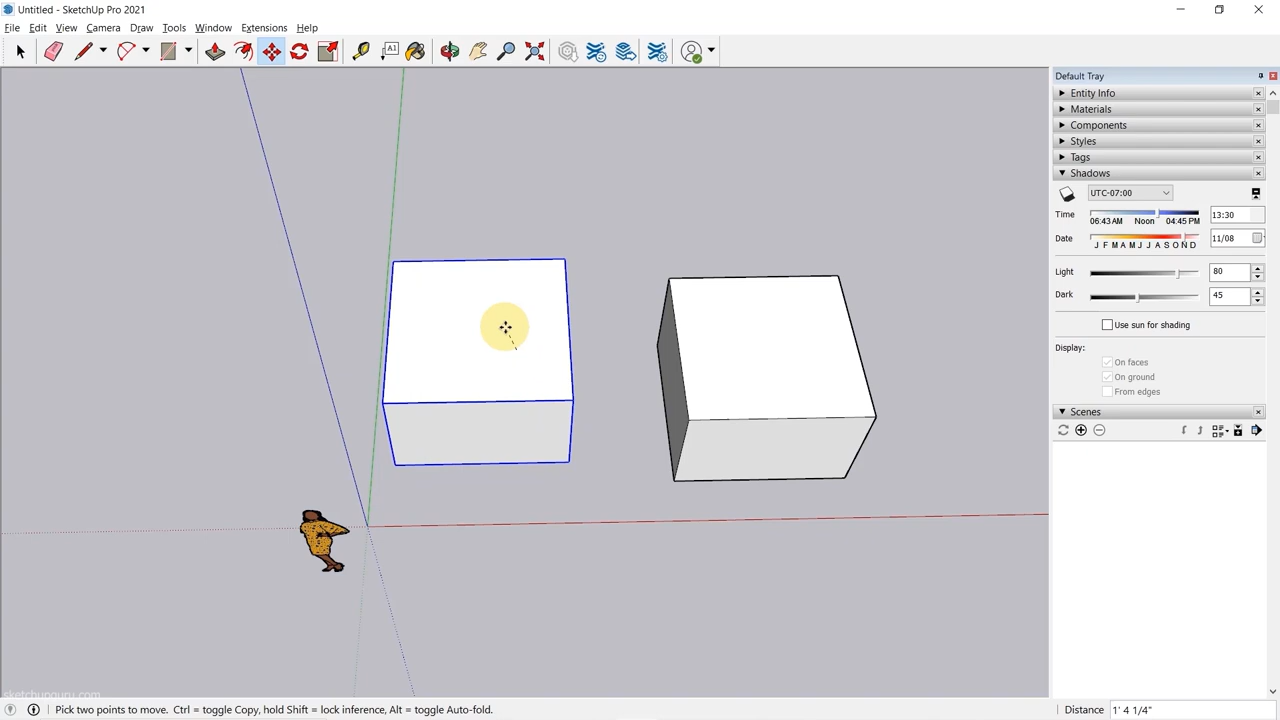 Untitled - SketchUp Pro 2021
File Edit View Camera Draw Tools Window Extensions Help
A1
Default Tray
Entity Info
Materials
Components
Styles
Tags
Shadows
UTC-07:00
Time
06:43 AM Noon 04:45 PM
13:30
Date
J F M A M J J A S O N D
11/08
Light
80
Dark
45
Use sun for shading
Display:
On faces
On ground
From edges
Scenes
sketchupguru.com
Pick two points to move. Ctrl = toggle Copy, hold Shift = lock inference, Alt = toggle Auto-fold.
Distance 1' 4 1/4"